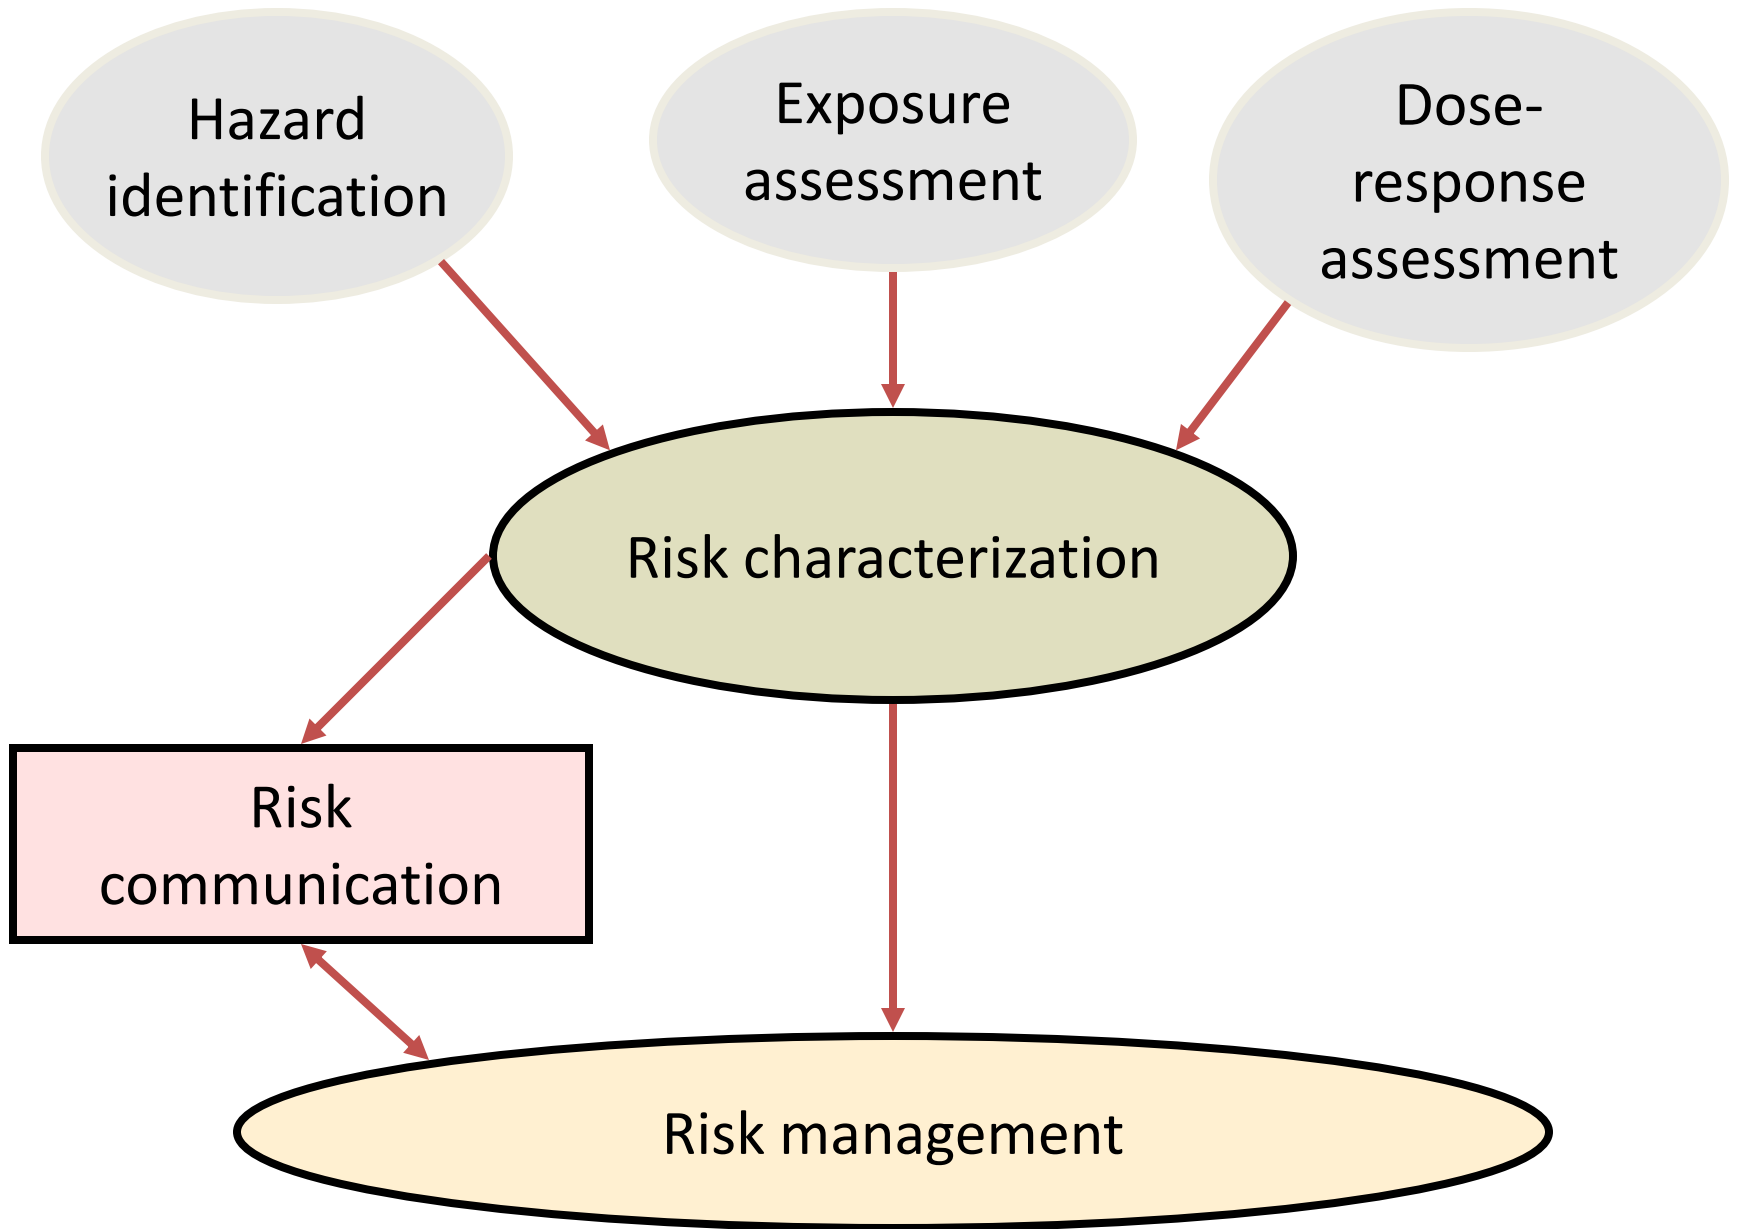 Hazard
identification
Exposure
assessment
Dose-
response
assessment
Risk characterization
Risk
communication
Risk management